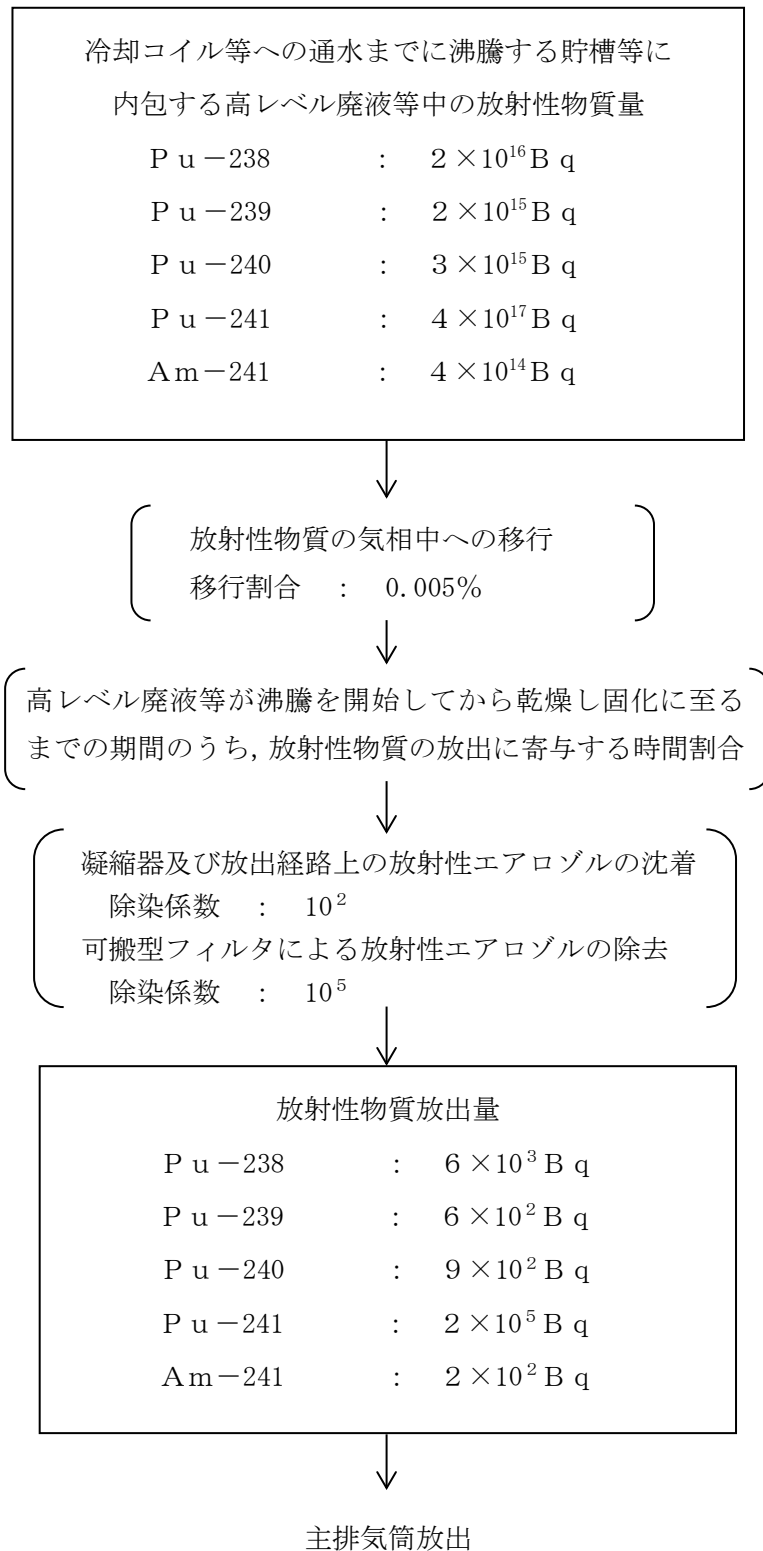 冷却コイル等への通水までに沸騰する貯槽等に
内包する高レベル廃液等中の放射性物質量
Ｐｕ－238 ： ２×10¹⁶Ｂｑ
Ｐｕ－239 ： ２×10¹⁵Ｂｑ
Ｐｕ－240 ： ３×10¹⁵Ｂｑ
Ｐｕ－241 ： ４×10¹⁷Ｂｑ
Ａｍ－241 ： ４×10¹⁴Ｂｑ
放射性物質の気相中への移行
移行割合 ： 0.005％
高レベル廃液等が沸騰を開始してから乾燥し固化に至る
までの期間のうち，放射性物質の放出に寄与する時間割合
凝縮器及び放出経路上の放射性エアロゾルの沈着
除染係数 ： 10²
可搬型フィルタによる放射性エアロゾルの除去
除染係数 ： 10⁵
放射性物質放出量
Ｐｕ－238 ： ６×10³Ｂｑ
Ｐｕ－239 ： ６×10²Ｂｑ
Ｐｕ－240 ： ９×10²Ｂｑ
Ｐｕ－241 ： ２×10⁵Ｂｑ
Ａｍ－241 ： ２×10²Ｂｑ
主排気筒放出